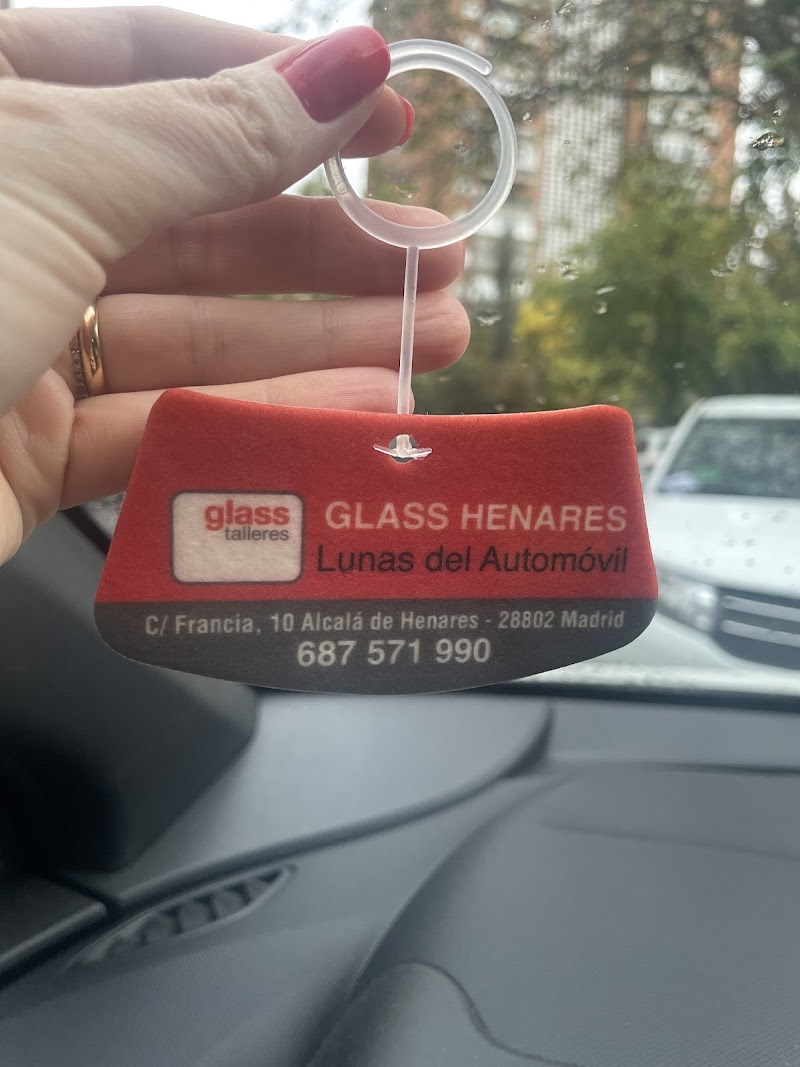 glass
talleres
GLASS HENARES
Lunas del Automóvil
C/ Francia, 10 Alcalá de Henares - 28802 Madrid
687 571 990